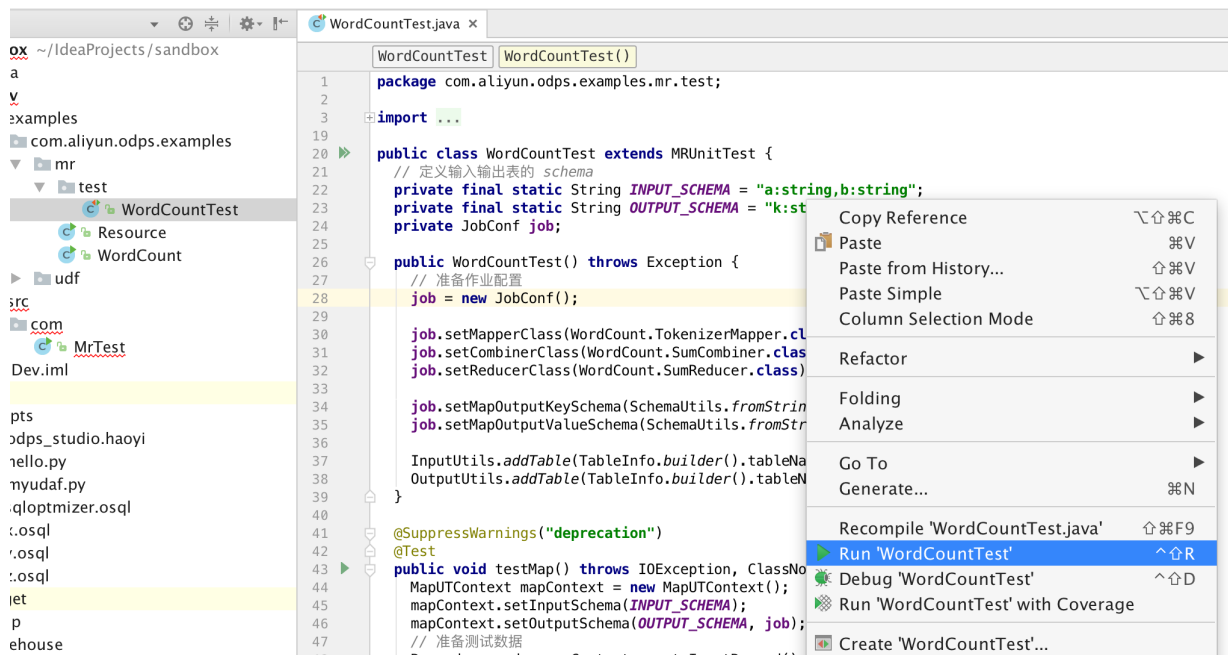 WordCountTest.java
ox ~/IdeaProjects/sandbox
a
v
examples
com.aliyun.odps.examples
mr
test
WordCountTest
Resource
WordCount
udf
src
com
MrTest
Dev.iml
pts
odps_studio.haoyi
hello.py
myudaf.py
.qloptmizer.osql
x.osql
y.osql
z.osql
get
p
ehouse
WordCountTest WordCountTest()
1 package com.aliyun.odps.examples.mr.test;
2
3 import ...
19
20 public class WordCountTest extends MRUnitTest {
21 // 定义输入输出表的 schema
22 private final static String INPUT_SCHEMA = "a:string,b:string";
23 private final static String OUTPUT_SCHEMA = "k:st
24 private JobConf job;
25
26 public WordCountTest() throws Exception {
27 // 准备作业配置
28 job = new JobConf();
29
30 job.setMapperClass(WordCount.TokenizerMapper.cl
31 job.setCombinerClass(WordCount.SumCombiner.clas
32 job.setReducerClass(WordCount.SumReducer.class)
33
34 job.setMapOutputKeySchema(SchemaUtils.fromStrin
35 job.setMapOutputValueSchema(SchemaUtils.fromStr
36
37 InputUtils.addTable(TableInfo.builder().tableNa
38 OutputUtils.addTable(TableInfo.builder().tableN
39 }
40
41 @SuppressWarnings("deprecation")
42 @Test
43 public void testMap() throws IOException, ClassNo
44 MapUTContext mapContext = new MapUTContext();
45 mapContext.setInputSchema(INPUT_SCHEMA);
46 mapContext.setOutputSchema(OUTPUT_SCHEMA, job);
47 // 准备测试数据
Copy Reference ⌥⇧⌘C
Paste ⌘V
Paste from History... ⇧⌘V
Paste Simple ⌥⇧⌘V
Column Selection Mode ⇧⌘8
Refactor
Folding
Analyze
Go To
Generate... ⌘N
Recompile 'WordCountTest.java' ⇧⌘F9
Run 'WordCountTest' ^⇧R
Debug 'WordCountTest' ^⇧D
Run 'WordCountTest' with Coverage
Create 'WordCountTest'...